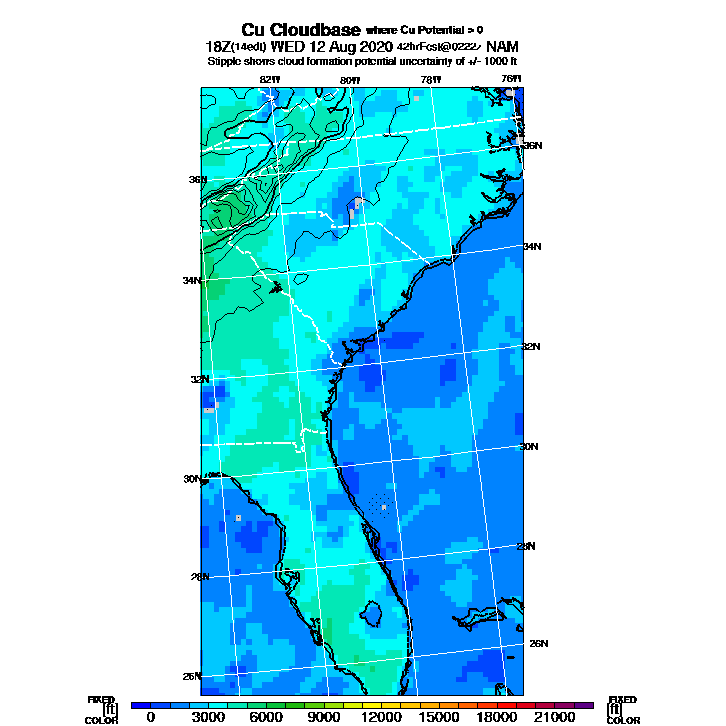 Cu Cloudbase where Cu Potential > 0
18Z(14edt) WED 12 Aug 2020 42hrFcst@0222z NAM
Stipple shows cloud formation potential uncertainty of +/- 1000 ft
82W 80W 78W 76W
36N
36N
34N
34N
32N
32N
30N
30N
28N
28N
26N
26N
FIXED FIXED
[ft] [ft]
COLOR COLOR
0 3000 6000 9000 12000 15000 18000 21000